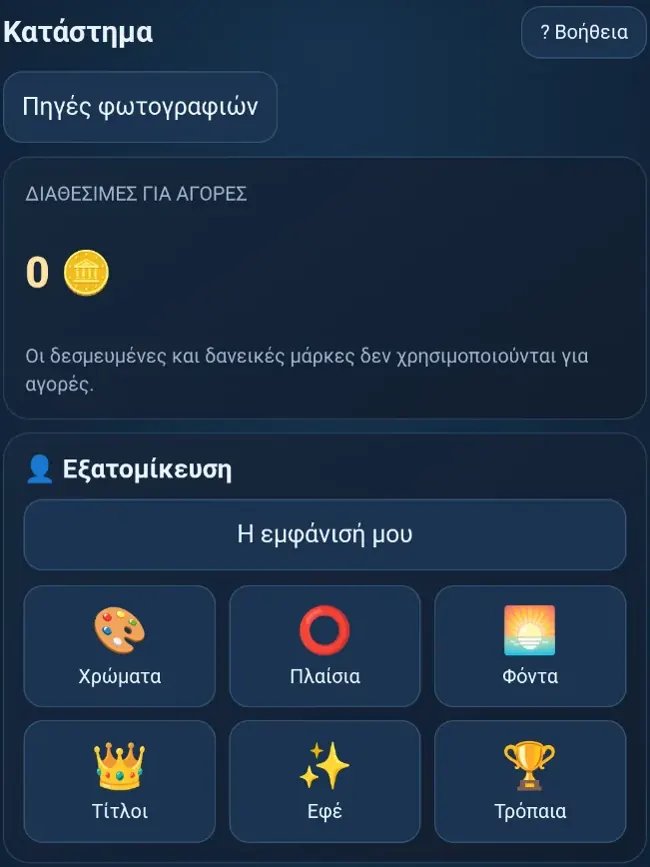 Κατάστημα
? Βοήθεια
Πηγές φωτογραφιών
ΔΙΑΘΕΣΙΜΕΣ ΓΙΑ ΑΓΟΡΕΣ
0
Οι δεσμευμένες και δανεικές μάρκες δεν χρησιμοποιούνται για
αγορές.
Εξατομίκευση
Η εμφάνισή μου
Χρώματα
Πλαίσια
Φόντα
Τίτλοι
Εφέ
Τρόπαια